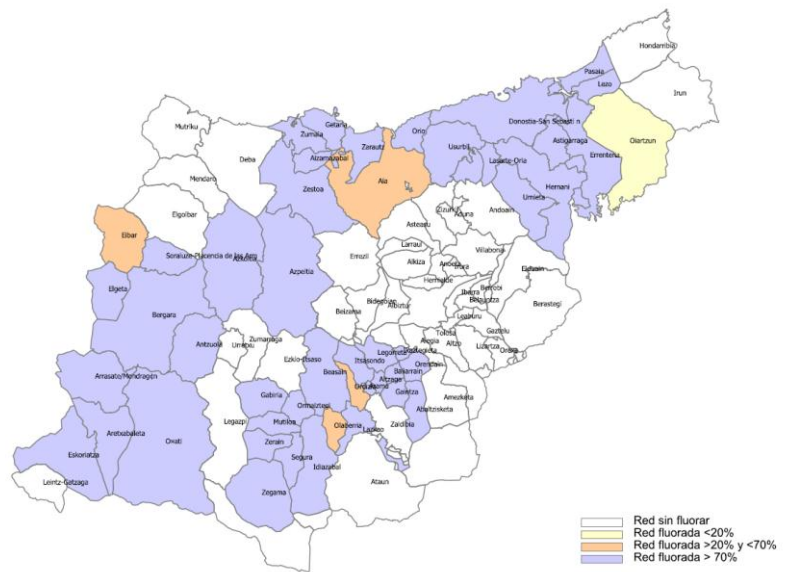 Hondarribia
Irun
Pasaia
Lezo
Oiartzun
Donostia-San Sebasti n
Astigarraga
Errenteria
Getaria
Zumaia
Zarautz
Orio
Aizarnazabal
Usurbil
Lasarte-Oria
Hernani
Urnieta
Mutriku
Deba
Mendaro
Zestoa
Aia
Elgoibar
Eibar
Zizurkil
Aduna
Andoain
Asteasu
Soraluze-Placencia de las Arm
Azkoitia
Azpeitia
Errezil
Larraul
Villabona
Alkiza
Anoeta
Irura
Elduain
Hernialde
Elgeta
Bergara
Beizama
Bidegoian
Albiztur
Ibarra
Berrobi
Belauntza
Berastegi
Leaburu
Antzuola
Urretxu
Zumarraga
Ezkio-Itsaso
Tolosa
Alegia
Altzo
Gaztelu
Lizartza
Orexa
Legorreta
Itsasondo
Baliarrain
Orendain
Arrasate/Mondragon
Beasain
Altzaga
Arama
Gaintza
Amezketa
Abaltzisketa
Gabiria
Ormaiztegi
Aretxabaleta
Oñati
Legazpi
Mutiloa
Olaberria
Lazkao
Zaldibia
Eskoriatza
Zerain
Segura
Idiazabal
Leintz-Gatzaga
Zegama
Ataun
Red sin fluorar
Red fluorada <20%
Red fluorada >20% y <70%
Red fluorada > 70%